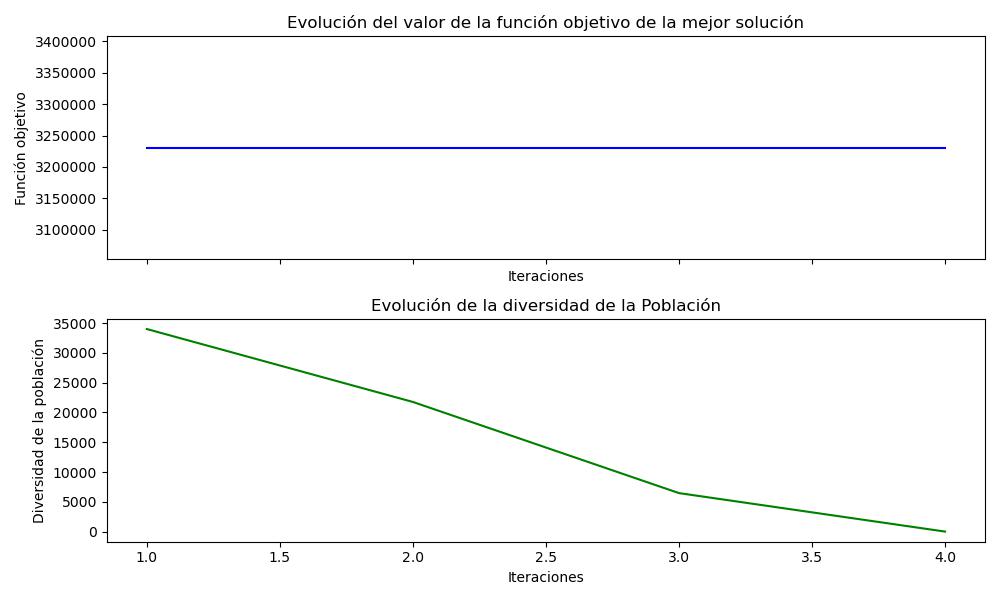 Evolución del valor de la función objetivo de la mejor solución
3400000
3350000
3300000
3250000
3200000
3150000
3100000
Función objetivo
Iteraciones
Evolución de la diversidad de la Población
35000
30000
25000
20000
15000
10000
5000
0
Diversidad de la población
1.0 1.5 2.0 2.5 3.0 3.5 4.0
Iteraciones